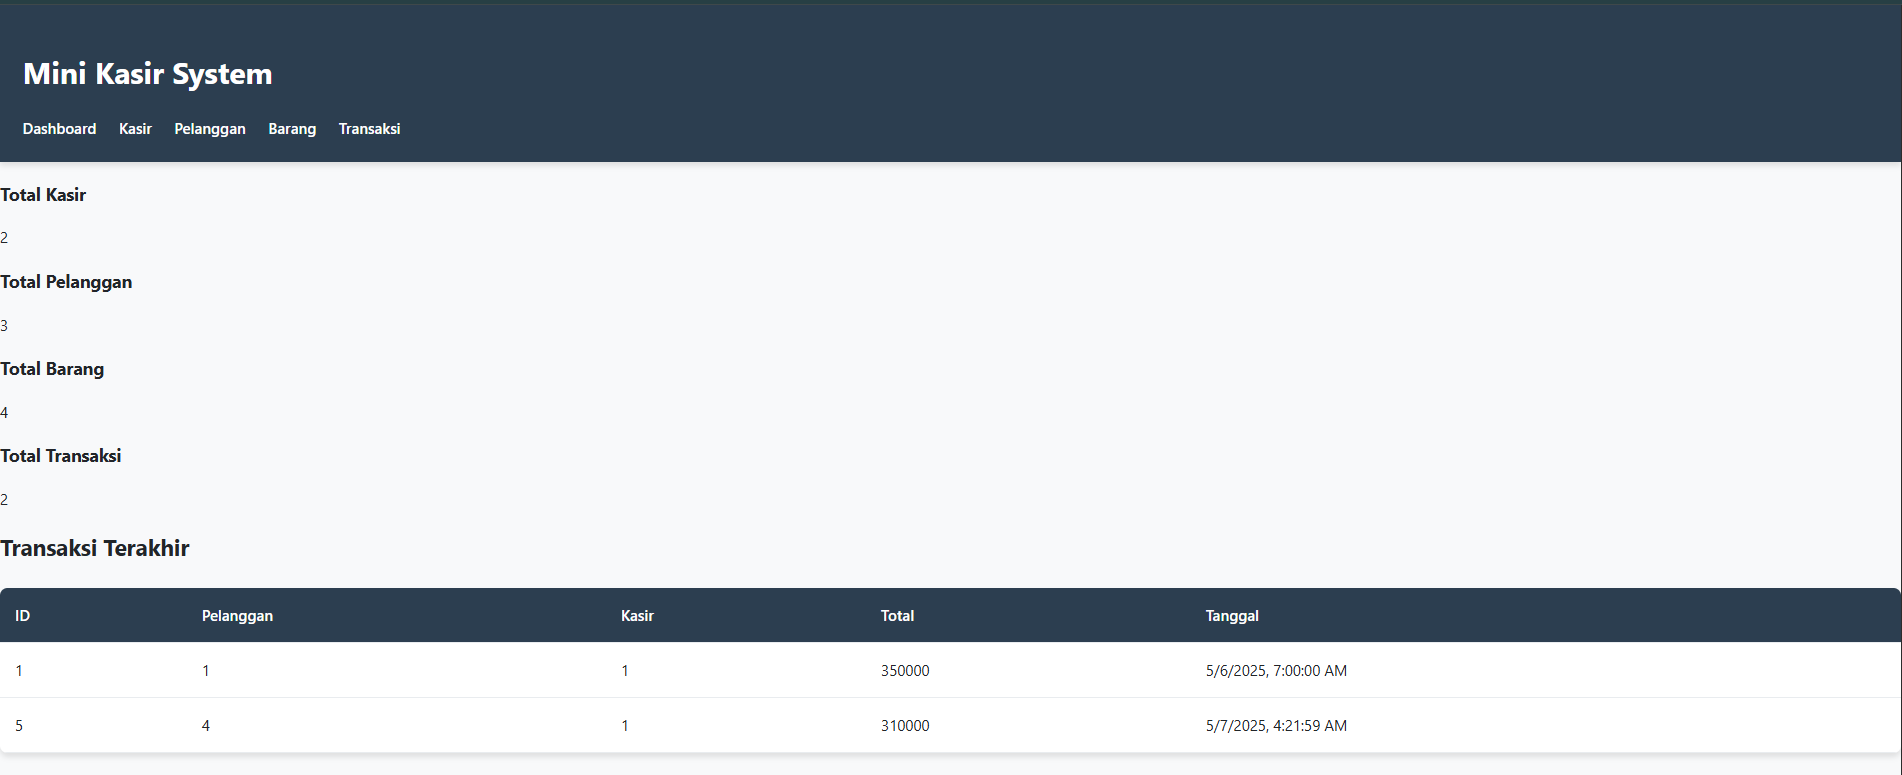 Mini Kasir System
Dashboard Kasir Pelanggan Barang Transaksi
Total Kasir
2
Total Pelanggan
3
Total Barang
4
Total Transaksi
2
Transaksi Terakhir
ID Pelanggan Kasir Total Tanggal
1 1 1 350000 5/6/2025, 7:00:00 AM
5 4 1 310000 5/7/2025, 4:21:59 AM